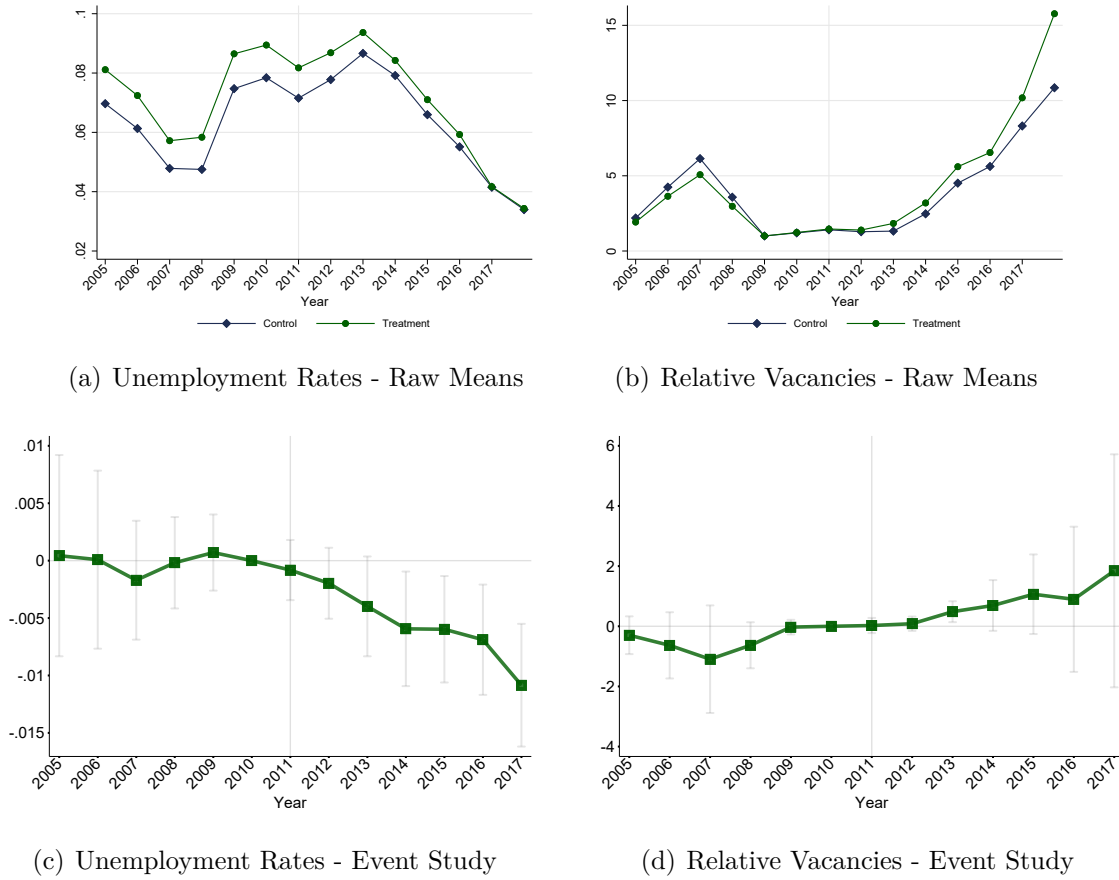 .1
.08
.06
.04
.02
2005 2006 2007 2008 2009 2010 2011 2012 2013 2014 2015 2016 2017
Year
Control Treatment
(a) Unemployment Rates - Raw Means
15
10
5
0
2005 2006 2007 2008 2009 2010 2011 2012 2013 2014 2015 2016 2017
Year
Control Treatment
(b) Relative Vacancies - Raw Means
.01
.005
0
-.005
-.01
-.015
2005 2006 2007 2008 2009 2010 2011 2012 2013 2014 2015 2016 2017
Year
(c) Unemployment Rates - Event Study
6
4
2
0
-2
-4
2005 2006 2007 2008 2009 2010 2011 2012 2013 2014 2015 2016 2017
Year
(d) Relative Vacancies - Event Study